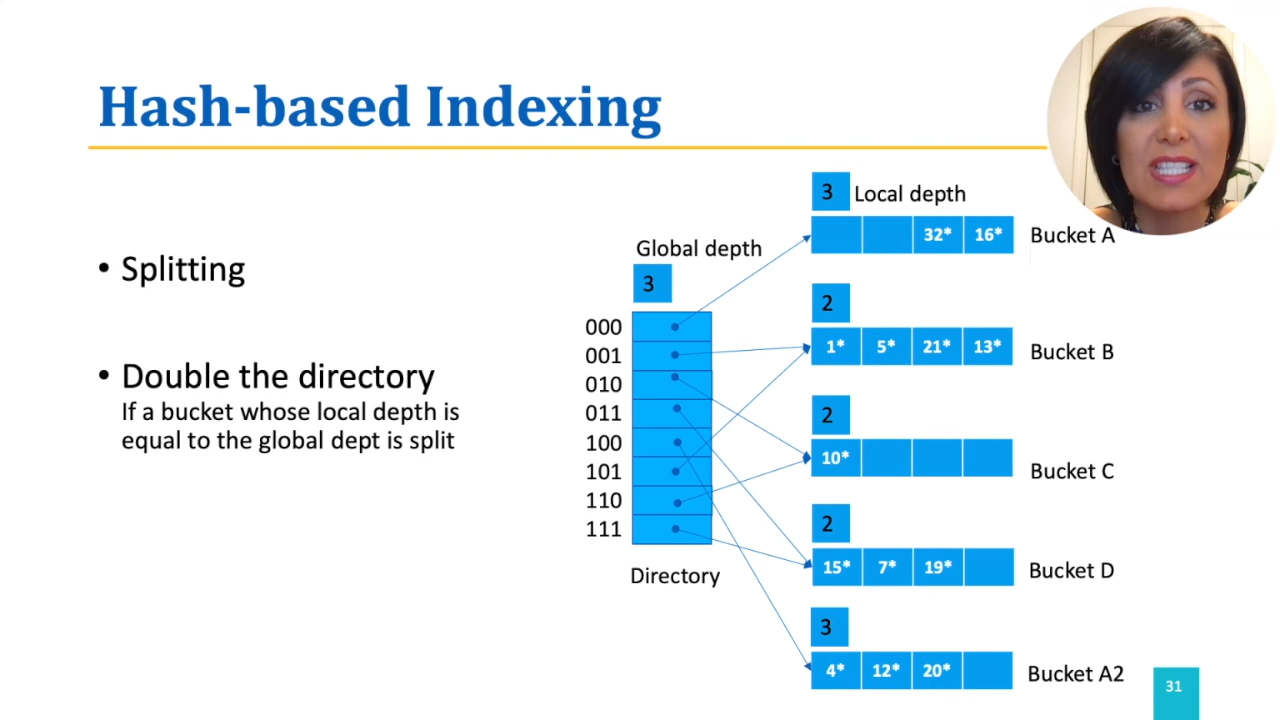 Hash-based Indexing
• Splitting
• Double the directory
If a bucket whose local depth is
equal to the global dept is split
Global depth
3
000
001
010
011
100
101
110
111
Directory
3 Local depth
32* 16* Bucket A
2
1* 5* 21* 13* Bucket B
2
10* Bucket C
2
15* 7* 19* Bucket D
3
4* 12* 20* Bucket A2
31